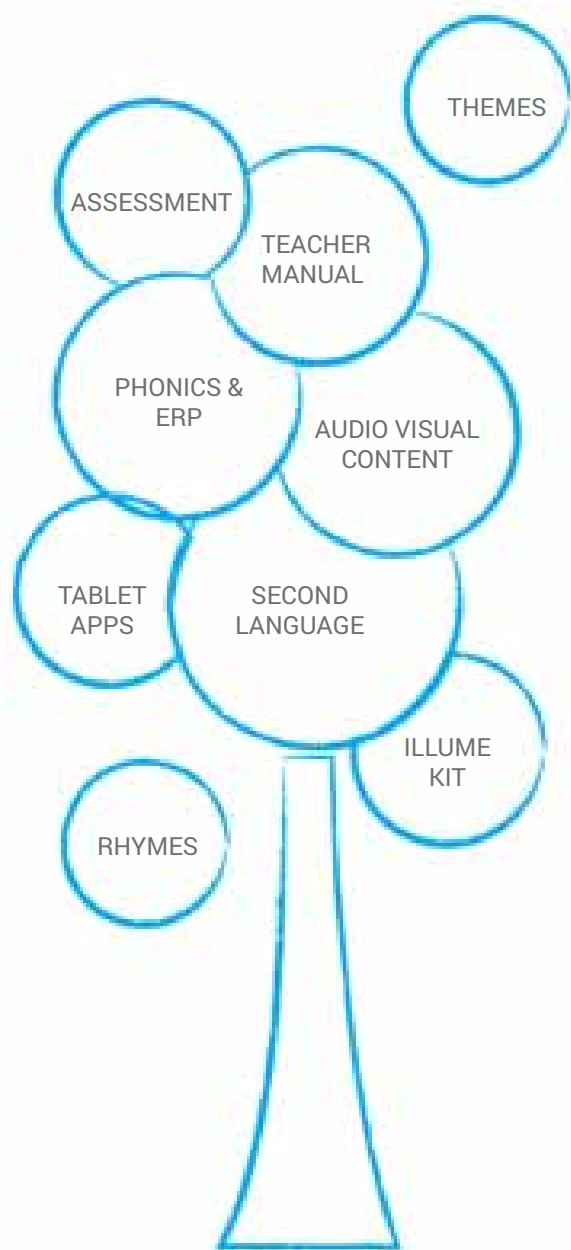 THEMES
ASSESSMENT
TEACHER
MANUAL
PHONICS &
ERP
AUDIO VISUAL
CONTENT
TABLET
APPS
SECOND
LANGUAGE
ILLUME
KIT
RHYMES